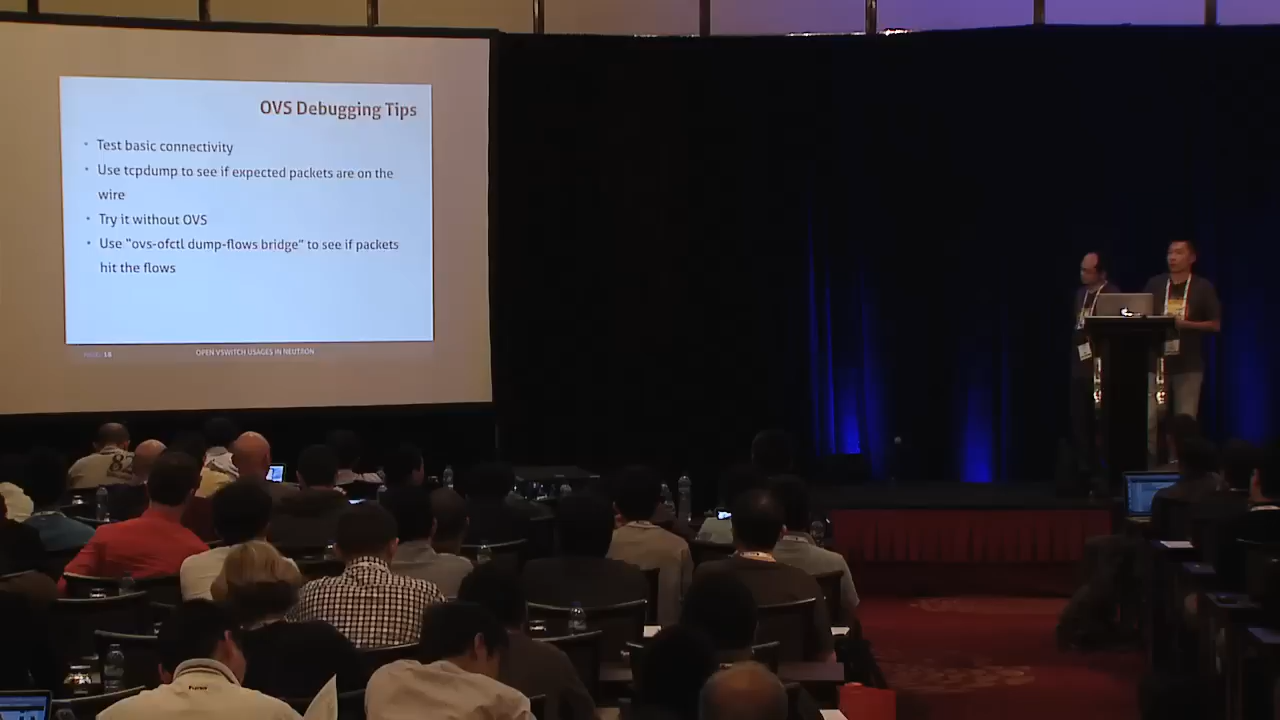 OVS Debugging Tips
• Test basic connectivity
• Use tcpdump to see if expected packets are on the
wire
• Try it without OVS
• Use "ovs-ofctl dump-flows bridge" to see if packets
hit the flows
OPEN VSWITCH USAGES IN NEUTRON